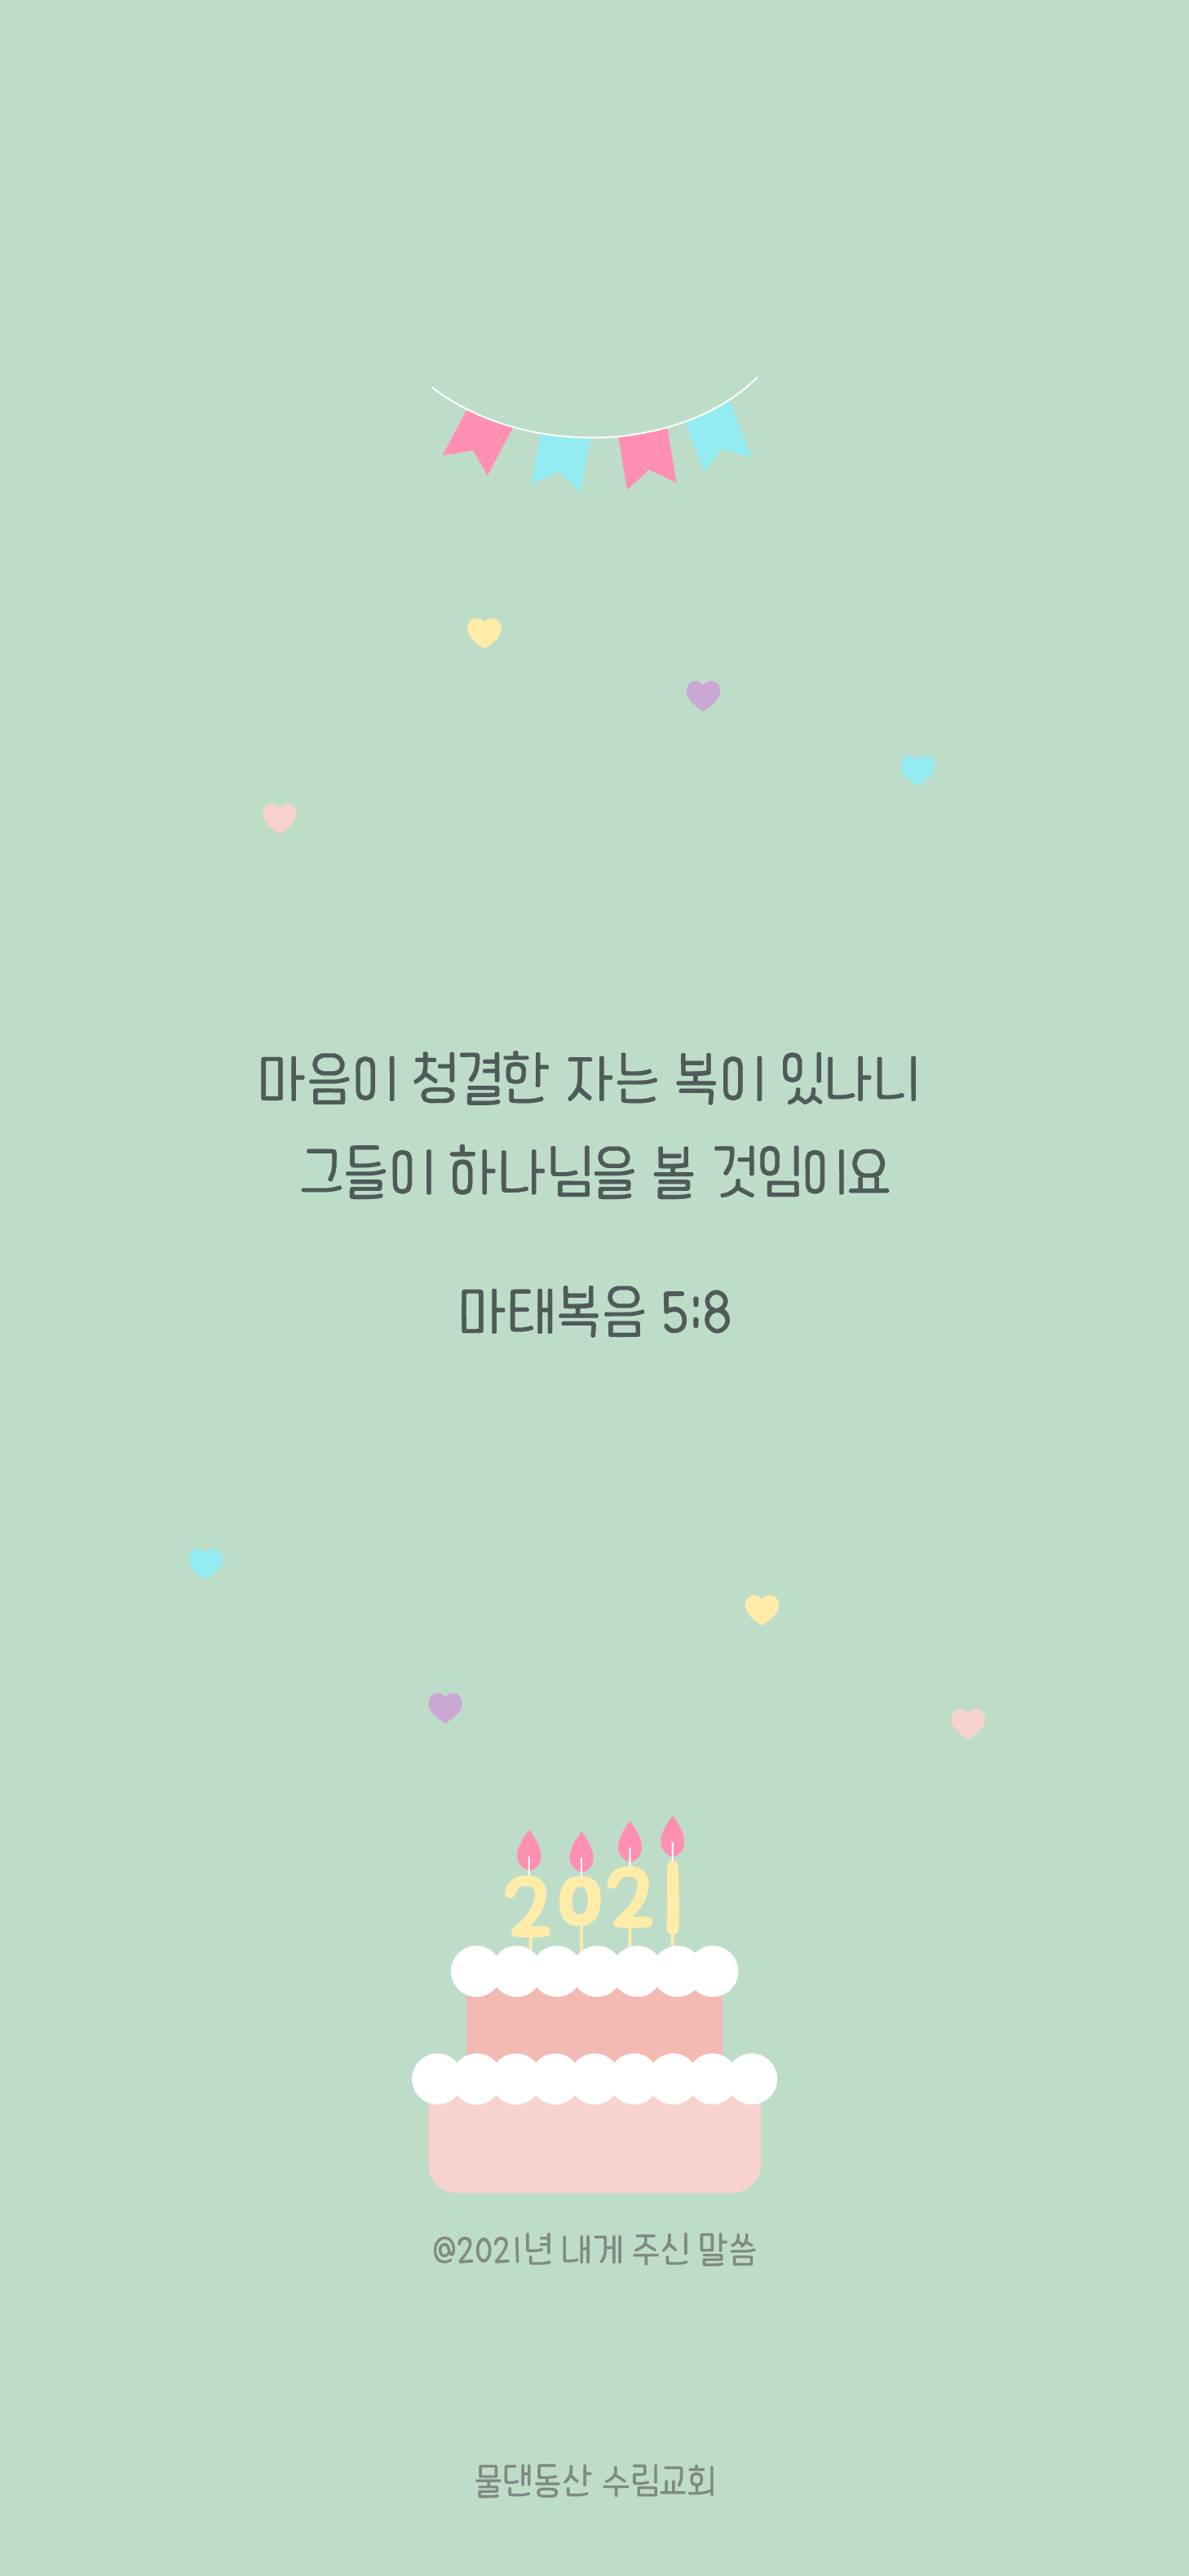 마음이 청결한 자는 복이 있나니
그들이 하나님을 볼 것임이요
마태복음 5:8
2021
@2021년 내게 주신 말씀
물댄동산 수림교회